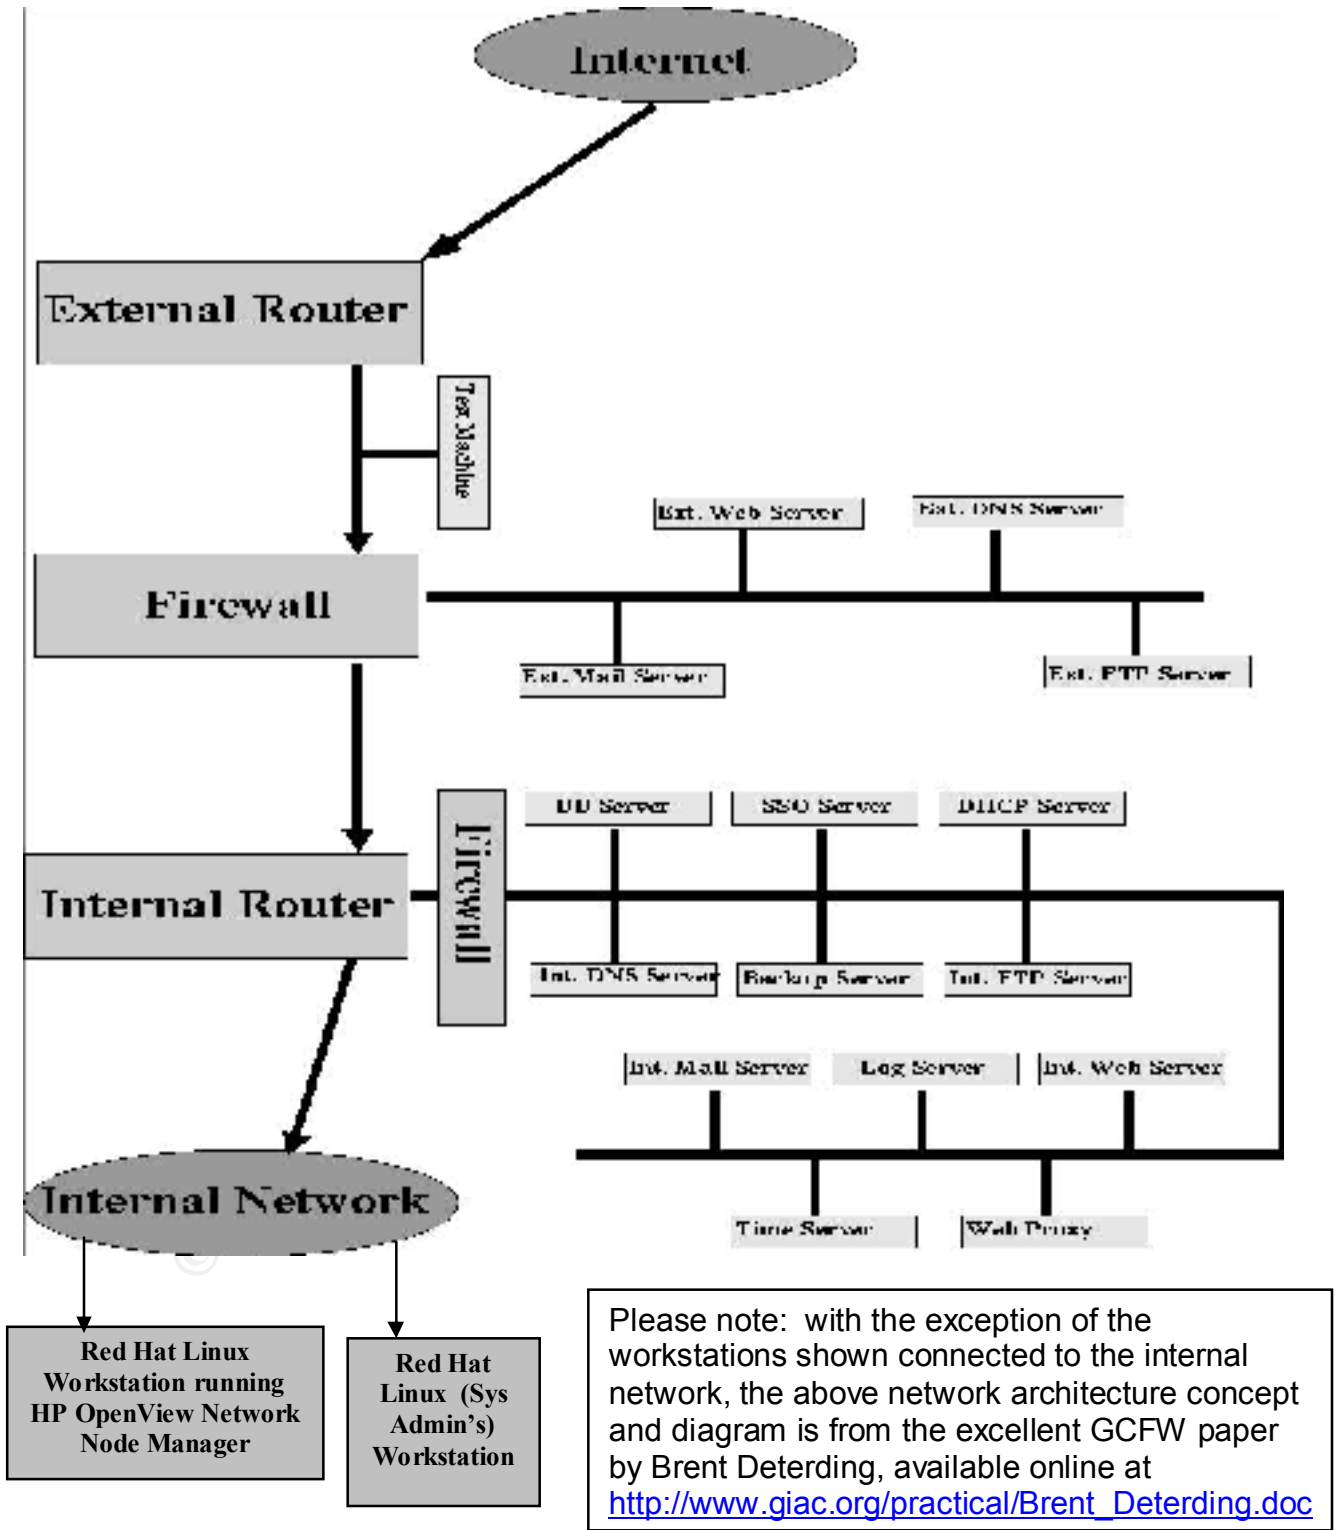 Internet
External Router
Test Machine
Ext. Web Server
Ext. DNS Server
Firewall
Ext. Mail Server
Ext. FTP Server
Firewall
DD Server
SSO Server
DHCP Server
Internal Router
Int. DNS Server
Backup Server
Int. FTP Server
Int. Mail Server
Log Server
Int. Web Server
Internal Network
Time Server
Web Proxy
©
Red Hat Linux
Workstation running
HP OpenView Network
Node Manager
Red Hat
Linux (Sys
Admin's)
Workstation
Please note: with the exception of the
workstations shown connected to the internal
network, the above network architecture concept
and diagram is from the excellent GCFW paper
by Brent Deterding, available online at
http://www.giac.org/practical/Brent_Deterding.doc